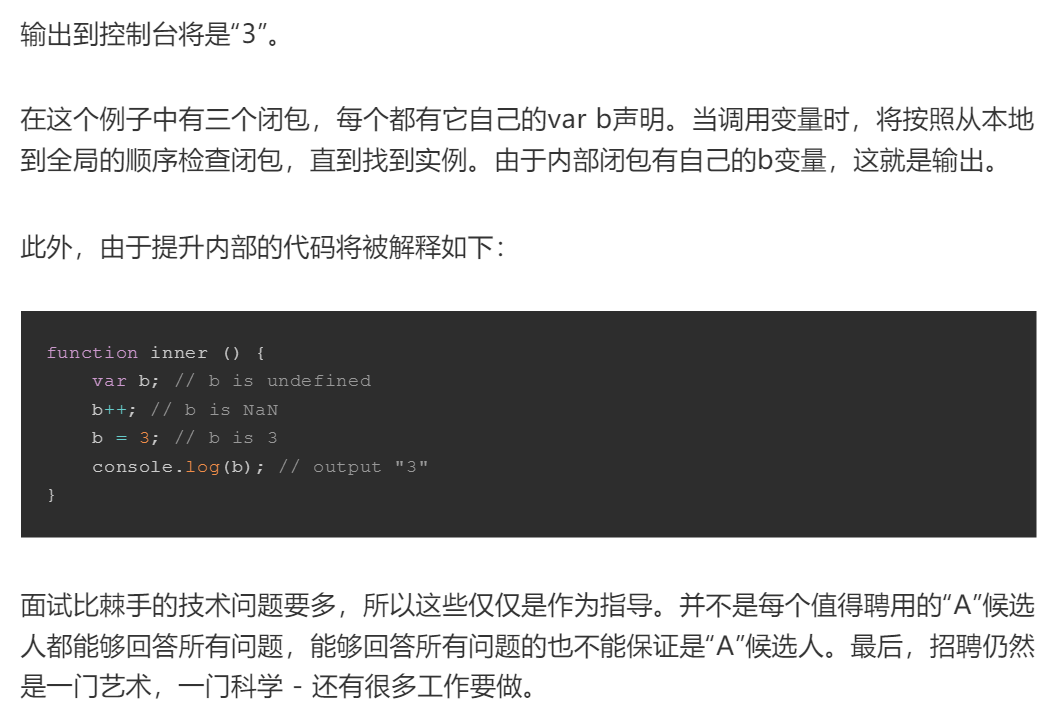 输出到控制台将是“3”。
在这个例子中有三个闭包，每个都有它自己的var b声明。当调用变量时，将按照从本地
到全局的顺序检查闭包，直到找到实例。由于内部闭包有自己的b变量，这就是输出。
此外，由于提升内部的代码将被解释如下：
function inner () {
    var b; // b is undefined
    b++; // b is NaN
    b = 3; // b is 3
    console.log(b); // output "3"
}
面试比棘手的技术问题要多，所以这些仅仅是作为指导。并不是每个值得聘用的“A”候选
人都能够回答所有问题，能够回答所有问题的也不能保证是“A”候选人。最后，招聘仍然
是一门艺术，一门科学 - 还有很多工作要做。